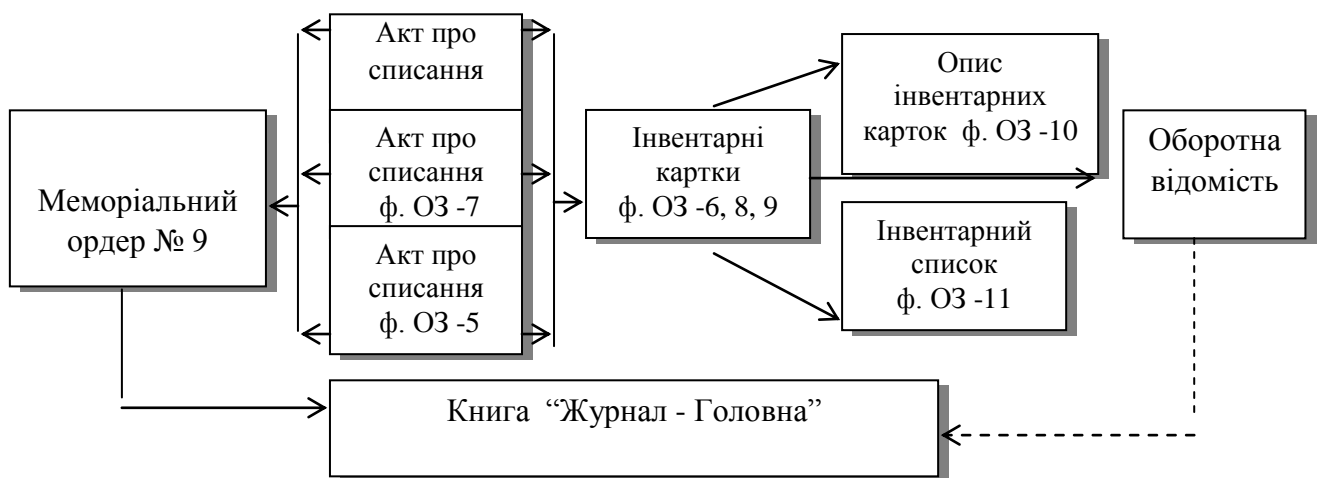 Меморіальний
ордер № 9
Акт про
списання
Акт про
списання
ф. ОЗ -7
Акт про
списання
ф. ОЗ -5
Інвентарні
картки
ф. ОЗ -6, 8, 9
Опис
інвентарних
карток ф. ОЗ -10
Інвентарний
список
ф. ОЗ -11
Оборотна
відомість
Книга “Журнал - Головна”